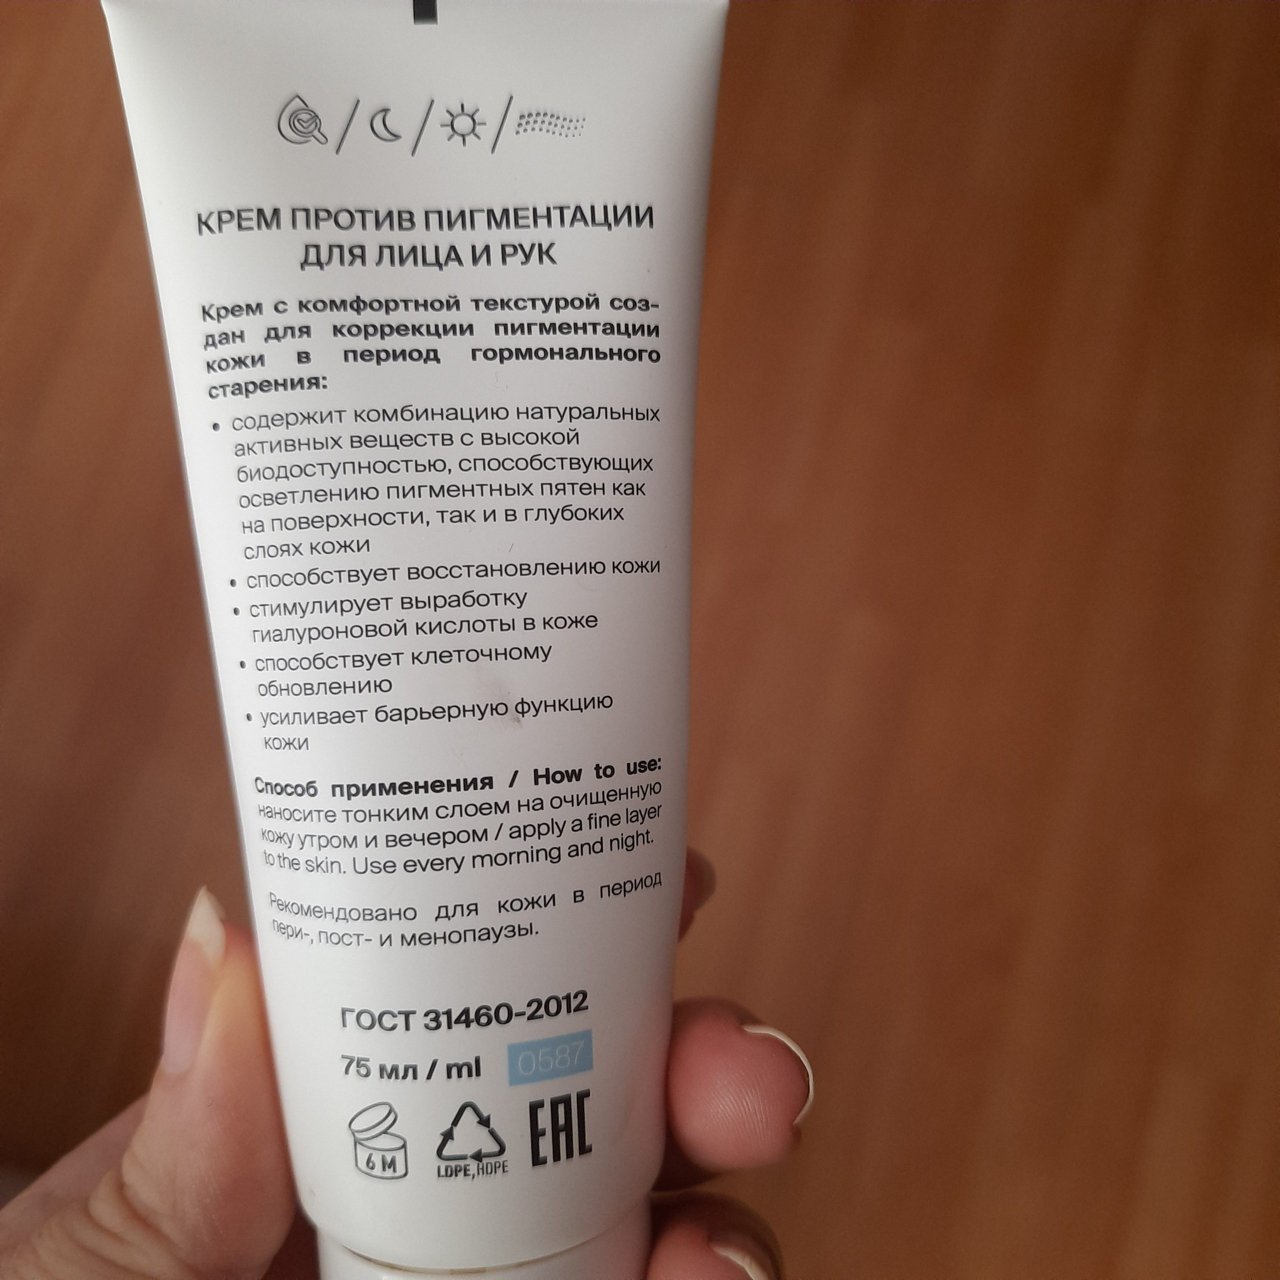 КРЕМ ПРОТИВ ПИГМЕНТАЦИИ
ДЛЯ ЛИЦА И РУК
Крем с комфортной текстурой соз-
дан для коррекции пигментации
кожи в период гормонального
старения:
• содержит комбинацию натуральных
активных веществ с высокой
биодоступностью, способствующих
осветлению пигментных пятен как
на поверхности, так и в глубоких
слоях кожи
• способствует восстановлению кожи
• стимулирует выработку
гиалуроновой кислоты в коже
• способствует клеточному
обновлению
• усиливает барьерную функцию
кожи
Способ применения / How to use:
наносите тонким слоем на очищенную
кожу утром и вечером / apply a fine layer
to the skin. Use every morning and night.
Рекомендовано для кожи в период
пери-, пост- и менопаузы.
ГОСТ 31460-2012
75 мл / ml 0587
6 M LDPE, HDPE EAC